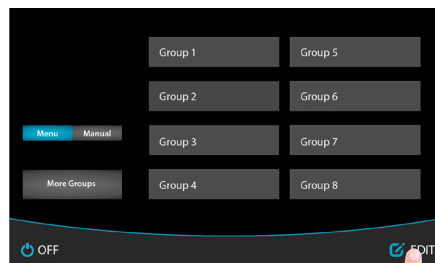 Group 1
Group 5
Group 2
Group 6
Menu
Manual
Group 3
Group 7
More Groups
Group 4
Group 8
OFF
EDIT